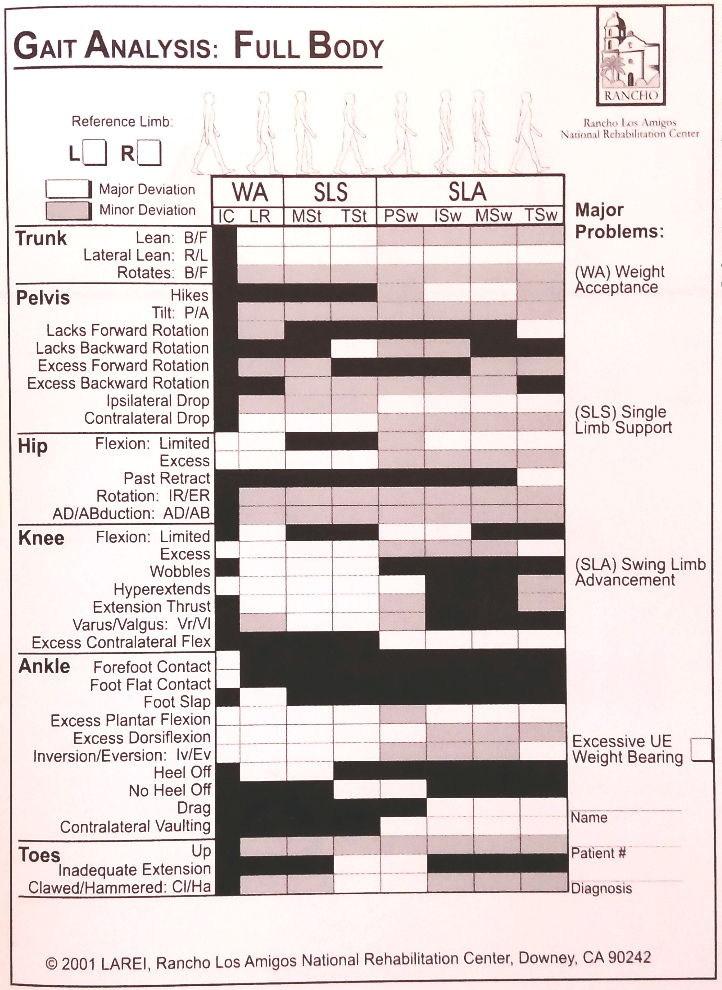 GAIT ANALYSIS: FULL BODY
RANCHO
Rancho Los Amigos
National Rehabilitation Center
Reference Limb:
L R
Major Deviation
Minor Deviation
WA SLS SLA
IC LR MSt TSt PSw ISw MSw TSw
Major
Problems:
Trunk Lean: B/F
Lateral Lean: R/L
Rotates: B/F
(WA) Weight
Acceptance
Pelvis Hikes
Tilt: P/A
Lacks Forward Rotation
Lacks Backward Rotation
Excess Forward Rotation
Excess Backward Rotation
Ipsilateral Drop
Contralateral Drop
(SLS) Single
Limb Support
Hip Flexion: Limited
Excess
Past Retract
Rotation: IR/ER
AD/ABduction: AD/AB
Knee Flexion: Limited
Excess
Wobbles
Hyperextends
Extension Thrust
Varus/Valgus: Vr/Vl
Excess Contralateral Flex
(SLA) Swing Limb
Advancement
Ankle Forefoot Contact
Foot Flat Contact
Foot Slap
Excess Plantar Flexion
Excess Dorsiflexion
Inversion/Eversion: Iv/Ev
Heel Off
No Heel Off
Drag
Contralateral Vaulting
Excessive UE
Weight Bearing
Name
Toes Up
Inadequate Extension
Clawed/Hammered: Cl/Ha
Patient #
Diagnosis
© 2001 LAREI, Rancho Los Amigos National Rehabilitation Center, Downey, CA 90242